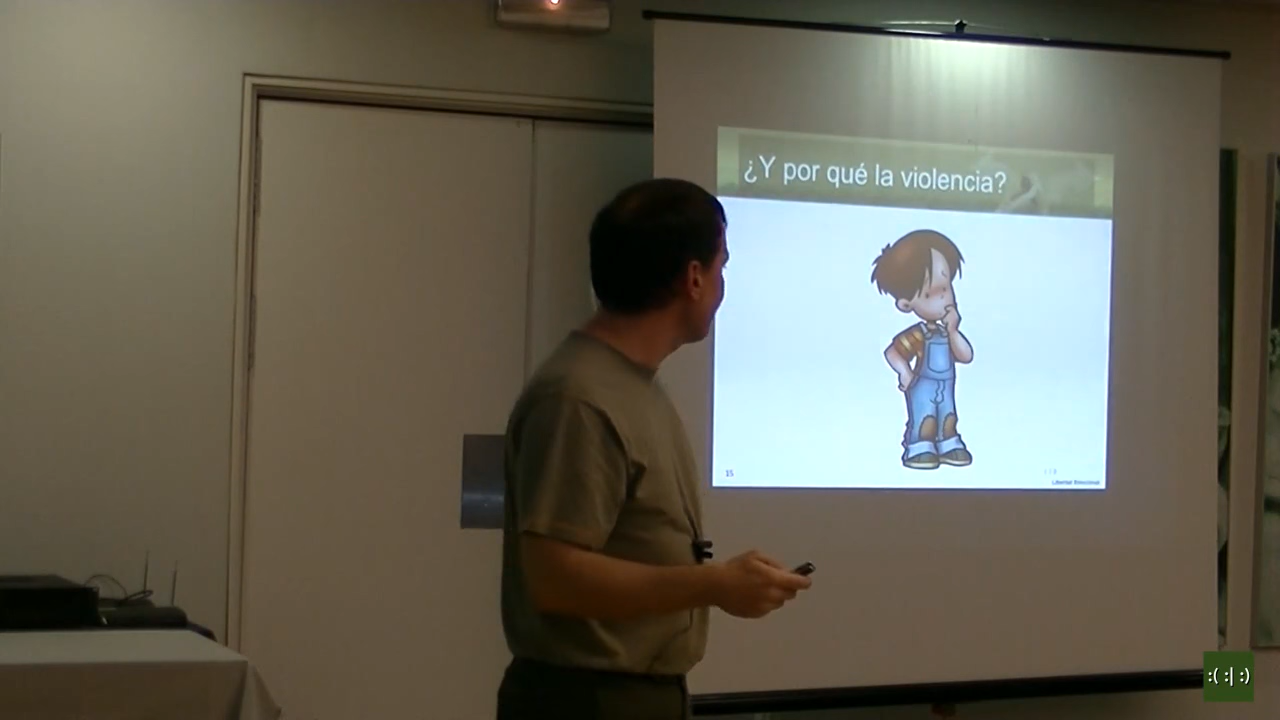 ¿Y por qué la violencia?
15
Libertad Emocional
:( :| :)